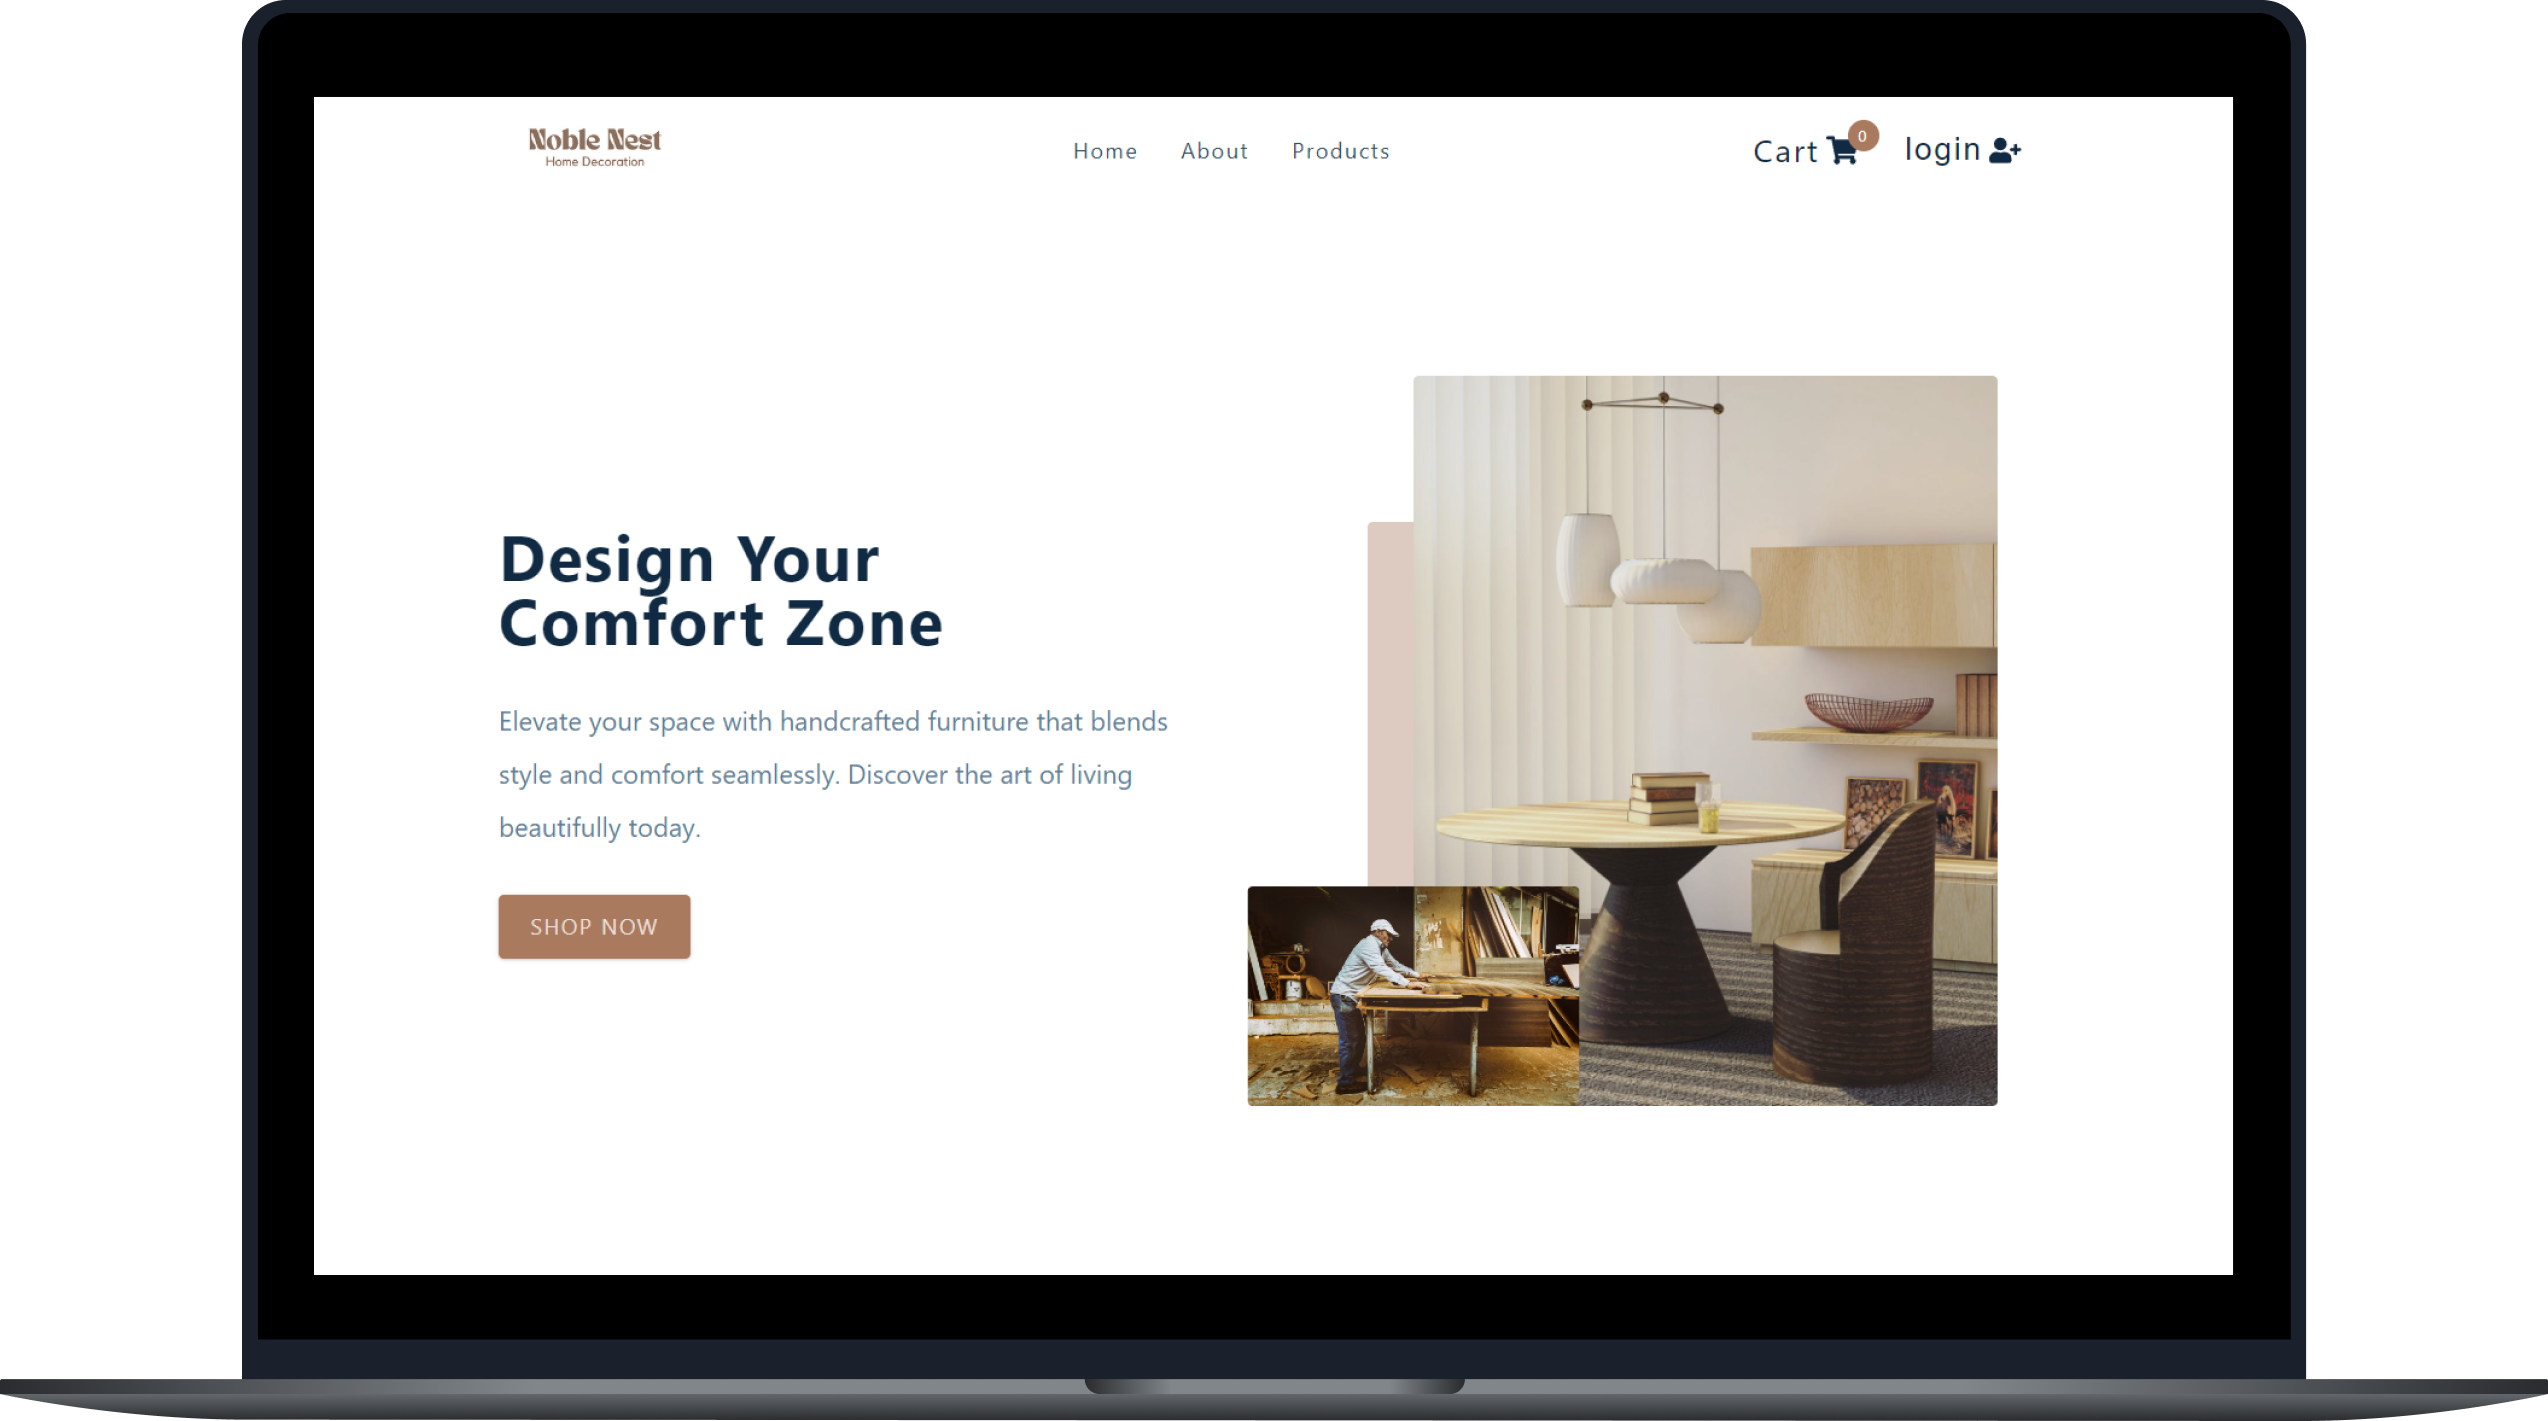 Noble Nest
Home Decoration
Home About Products
Cart 0 login
Design Your
Comfort Zone
Elevate your space with handcrafted furniture that blends
style and comfort seamlessly. Discover the art of living
beautifully today.
SHOP NOW